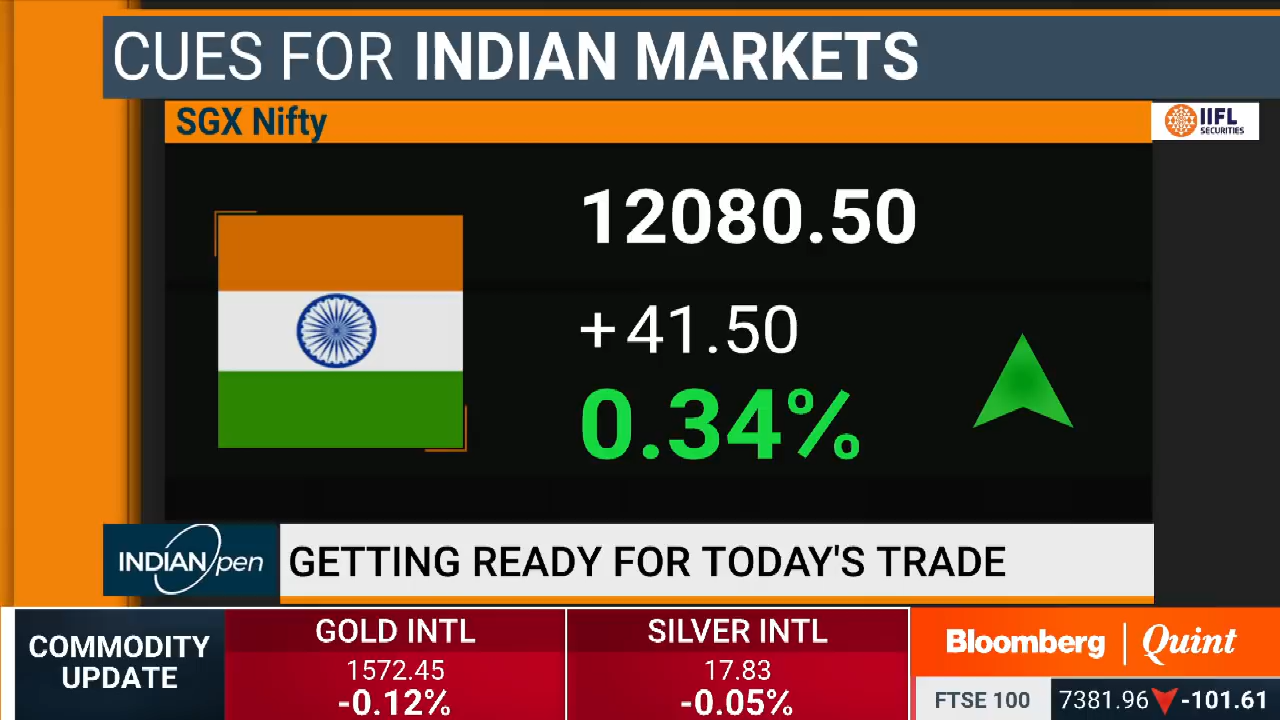 CUES FOR INDIAN MARKETS
SGX Nifty
IIFL
SECURITIES
12080.50
+41.50
0.34%
INDIAN Open
GETTING READY FOR TODAY'S TRADE
COMMODITY
UPDATE
GOLD INTL
1572.45
-0.12%
SILVER INTL
17.83
-0.05%
Bloomberg | Quint
FTSE 100 7381.96 -101.61